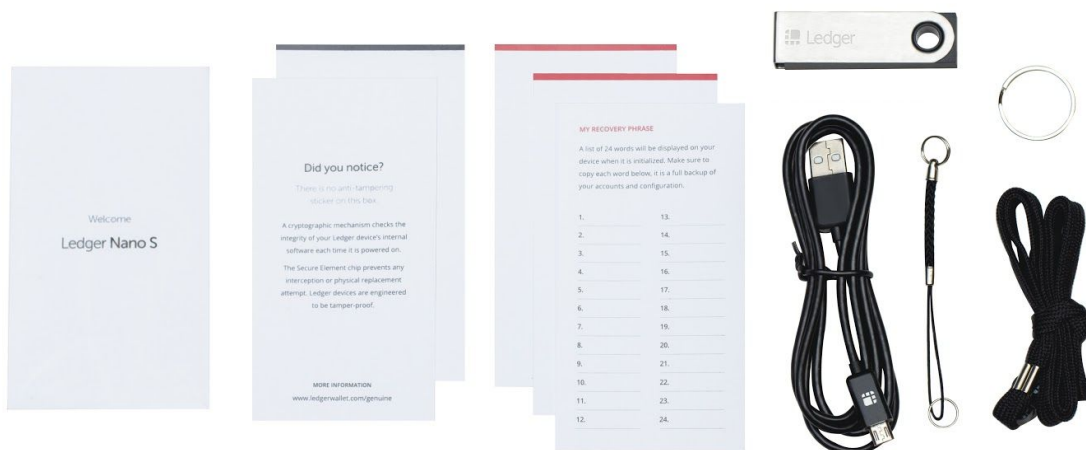 Welcome
Ledger Nano S
Did you notice?
There is no anti-tampering
sticker on this box.
A cryptographic mechanism checks the
integrity of your Ledger device's internal
software each time it is powered on.
The Secure Element chip prevents any
interception or physical replacement
attempt. Ledger devices are engineered
to be tamper-proof.
MORE INFORMATION
www.ledgerwallet.com/genuine
MY RECOVERY PHRASE
A list of 24 words will be displayed on your
device when it is initialized. Make sure to
copy each word below, it is a full backup of
your accounts and configuration.
1. 13.
2. 14.
3. 15.
4. 16.
5. 17.
6. 18.
7. 19.
8. 20.
9. 21.
10. 22.
11. 23.
12. 24.
Ledger